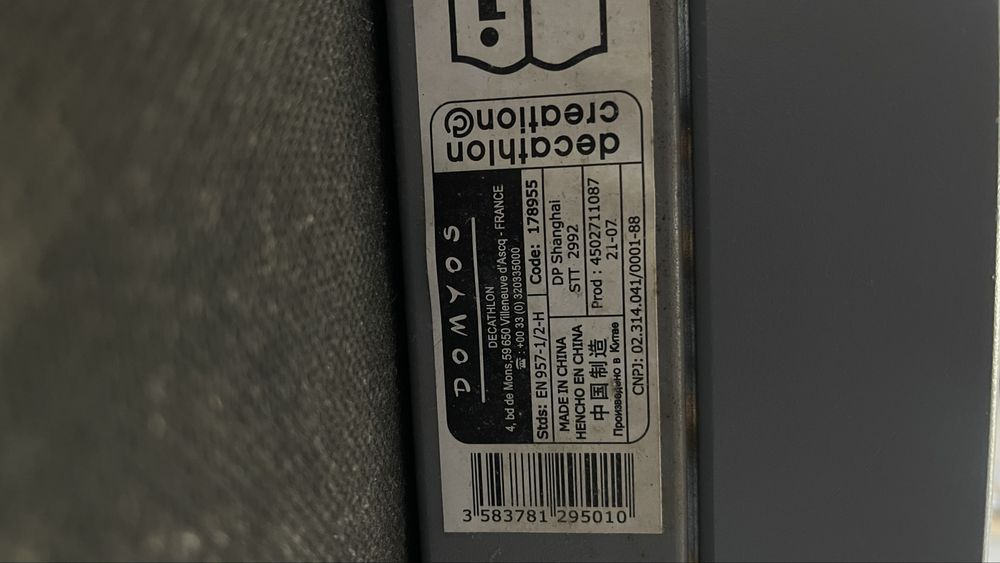 decathlon
creation©
DOMYOS
DECATHLON
4, bd de Mons,59 650 Villeneuve d'Ascq - FRANCE
☎ : +00 33 (0) 320335000
Stds: EN 957-1/2-H
Code: 178955
MADE IN CHINA
HENCHO EN CHINA
中国制造
Произведено в Китае
DP Shanghai
STT 2992
Prod : 4502711087
21-07
CNPJ: 02.314.041/0001-88
3 583781 295010